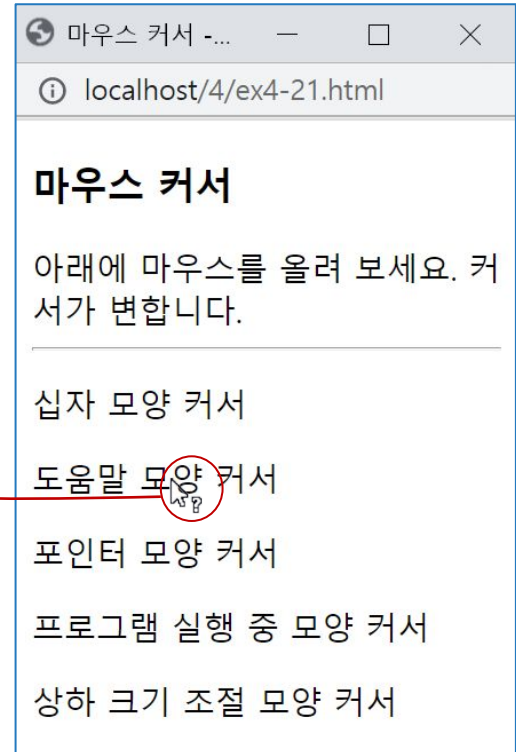 마우스 커서 -...
localhost/4/ex4-21.html
마우스 커서
아래에 마우스를 올려 보세요. 커
서가 변합니다.
십자 모양 커서
도움말 모양 커서
포인터 모양 커서
프로그램 실행 중 모양 커서
상하 크기 조절 모양 커서